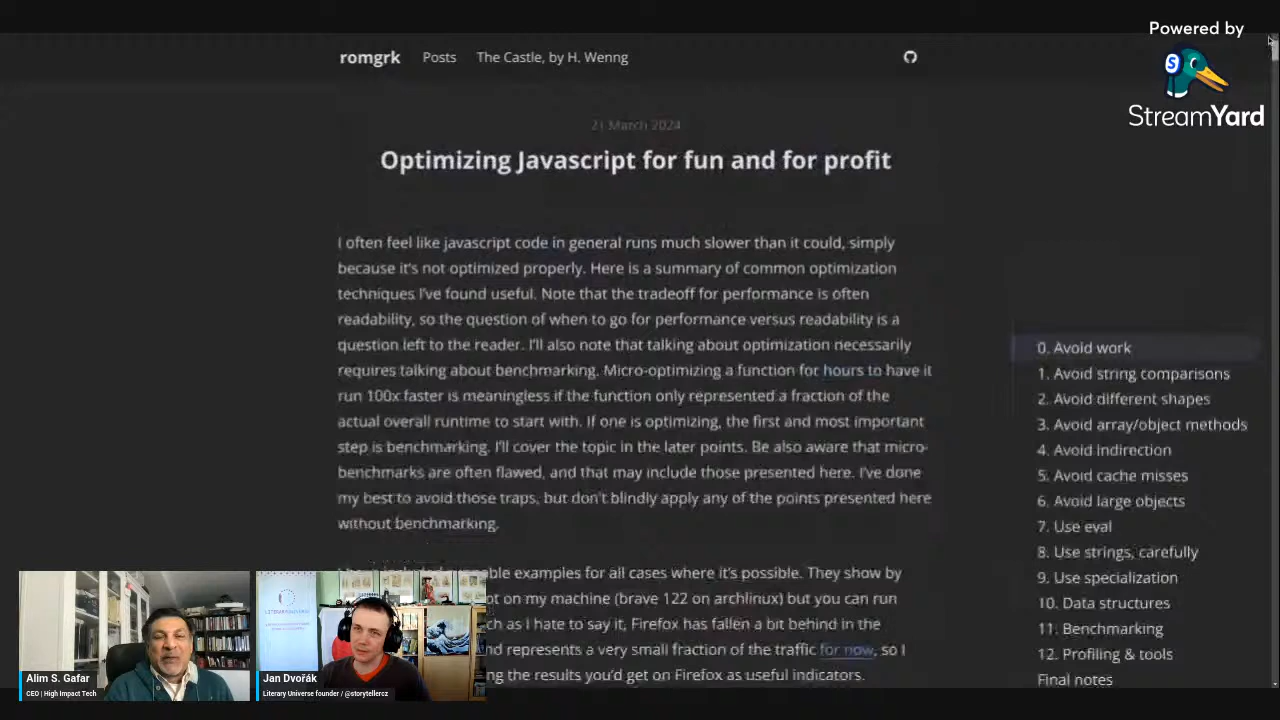 Powered by
StreamYard
romgrk Posts The Castle, by H. Wenng
21 March 2024
Optimizing Javascript for fun and for profit
I often feel like javascript code in general runs much slower than it could, simply
because it's not optimized properly. Here is a summary of common optimization
techniques I've found useful. Note that the tradeoff for performance is often
readability, so the question of when to go for performance versus readability is a
question left to the reader. I'll also note that talking about optimization necessarily
requires talking about benchmarking. Micro-optimizing a function for hours to have it
run 100x faster is meaningless if the function only represented a fraction of the
actual overall runtime to start with. If one is optimizing, the first and most important
step is benchmarking. I'll cover the topic in the later points. Be also aware that micro-
benchmarks are often flawed, and that may include those presented here. I've done
my best to avoid those traps, but don't blindly apply any of the points presented here
without benchmarking.
examples for all cases where it's possible. They show by
on my machine (brave 122 on archlinux) but you can run
as I hate to say it, Firefox has fallen a bit behind in the
represents a very small fraction of the traffic for now, so I
the results you'd get on Firefox as useful indicators.
0. Avoid work
1. Avoid string comparisons
2. Avoid different shapes
3. Avoid array/object methods
4. Avoid indirection
5. Avoid cache misses
6. Avoid large objects
7. Use eval
8. Use strings, carefully
9. Use specialization
10. Data structures
11. Benchmarking
12. Profiling & tools
Final notes
Alim S. Gafar
CEO | High Impact Tech
Jan Dvořák
Literary Universe founder / @storytellercz